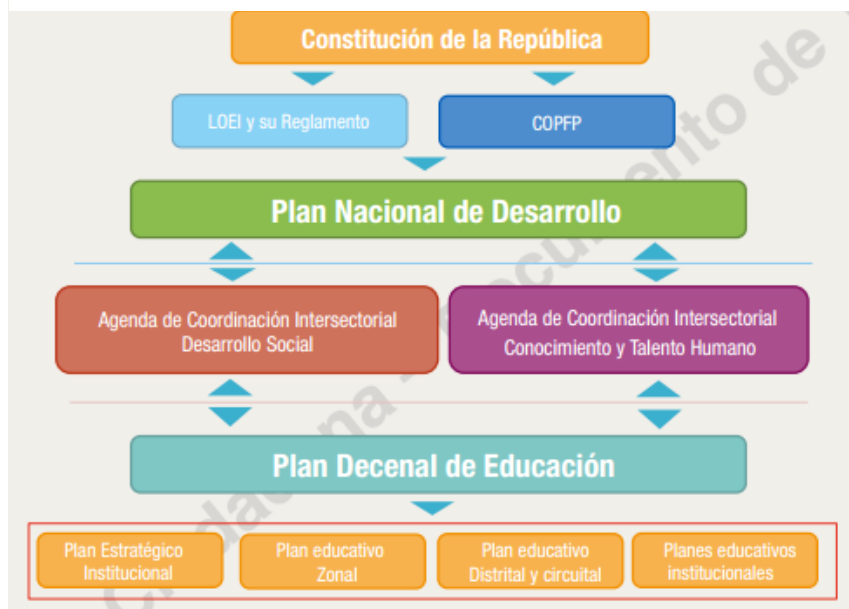 Constitución de la República
LOEI y su Reglamento
COPFP
Plan Nacional de Desarrollo
Agenda de Coordinación Intersectorial
Desarrollo Social
Agenda de Coordinación Intersectorial
Conocimiento y Talento Humano
Plan Decenal de Educación
Plan Estratégico
Institucional
Plan educativo
Zonal
Plan educativo
Distrital y circuital
Planes educativos
institucionales